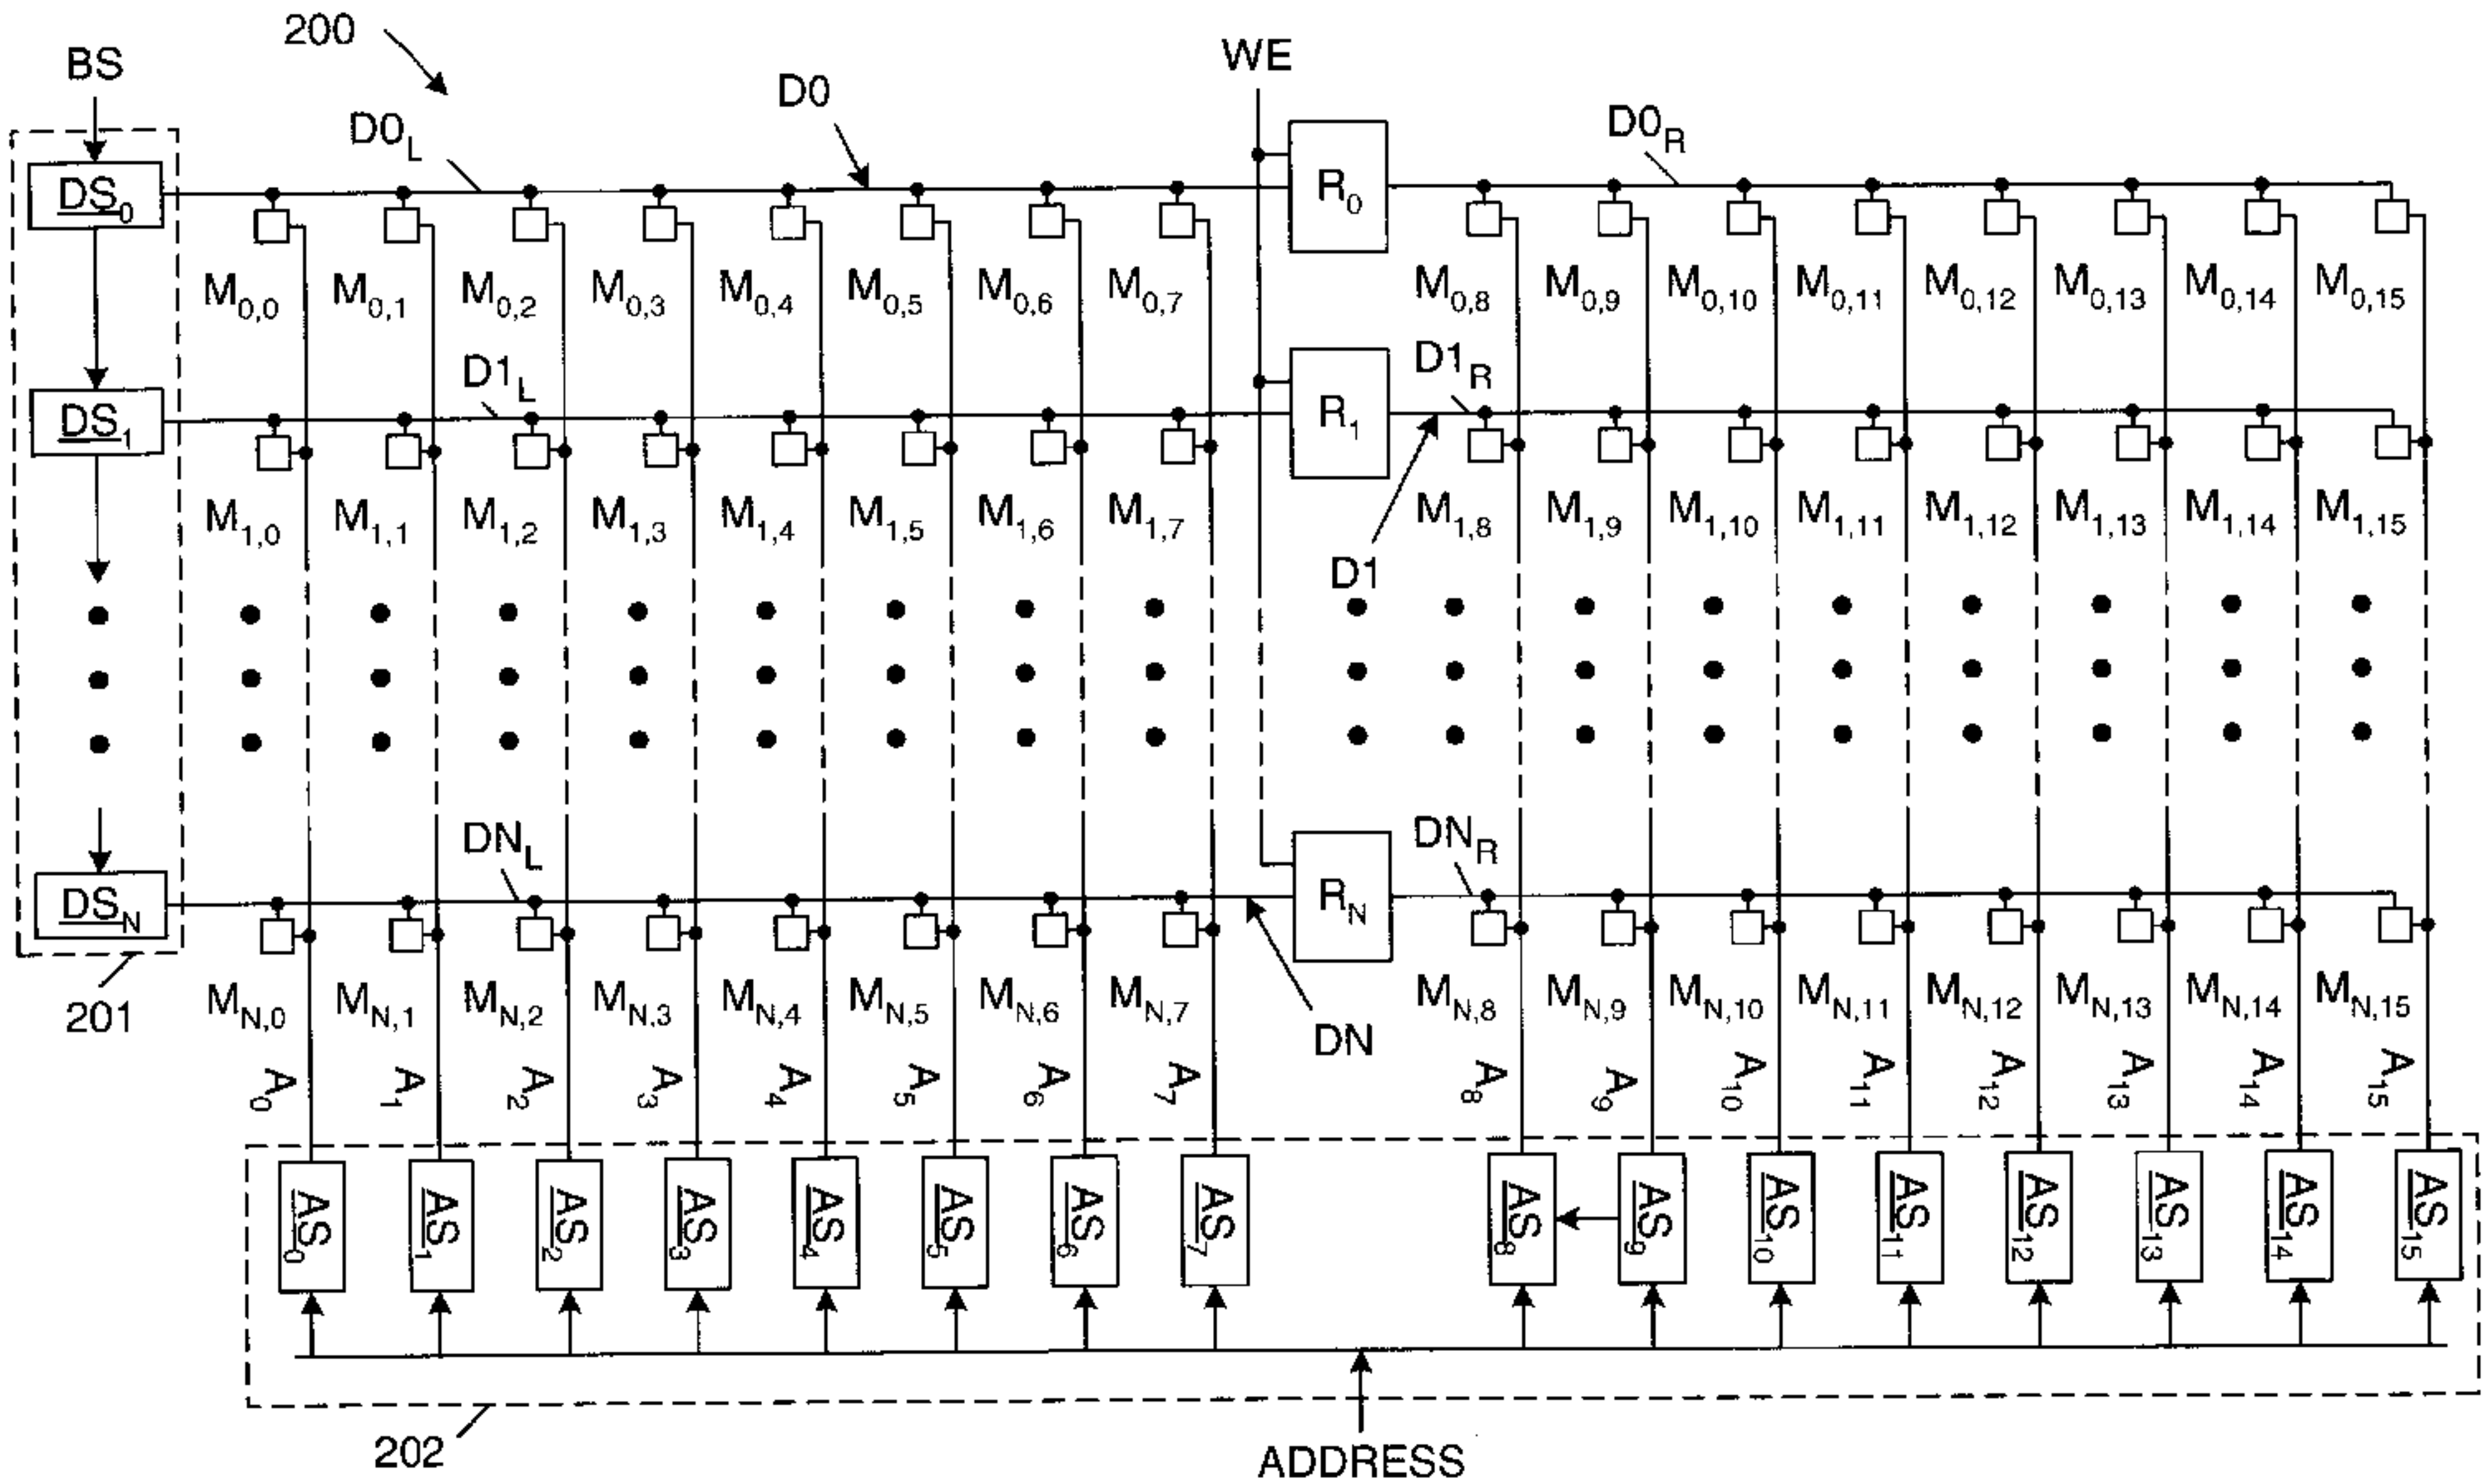 200
BS
WE
D0
D0L
D0R
DS0
R0
M0,0 M0,1 M0,2 M0,3 M0,4 M0,5 M0,6 M0,7 M0,8 M0,9 M0,10 M0,11 M0,12 M0,13 M0,14 M0,15
D1L
D1R
DS1
R1
M1,0 M1,1 M1,2 M1,3 M1,4 M1,5 M1,6 M1,7 M1,8 M1,9 M1,10 M1,11 M1,12 M1,13 M1,14 M1,15
D1
DNL
DNR
DSN
RN
201
MN,0 MN,1 MN,2 MN,3 MN,4 MN,5 MN,6 MN,7 MN,8 MN,9 MN,10 MN,11 MN,12 MN,13 MN,14 MN,15
DN
A0 A1 A2 A3 A4 A5 A6 A7 A8 A9 A10 A11 A12 A13 A14 A15
AS0 AS1 AS2 AS3 AS4 AS5 AS6 AS7 AS8 AS9 AS10 AS11 AS12 AS13 AS14 AS15
202
ADDRESS